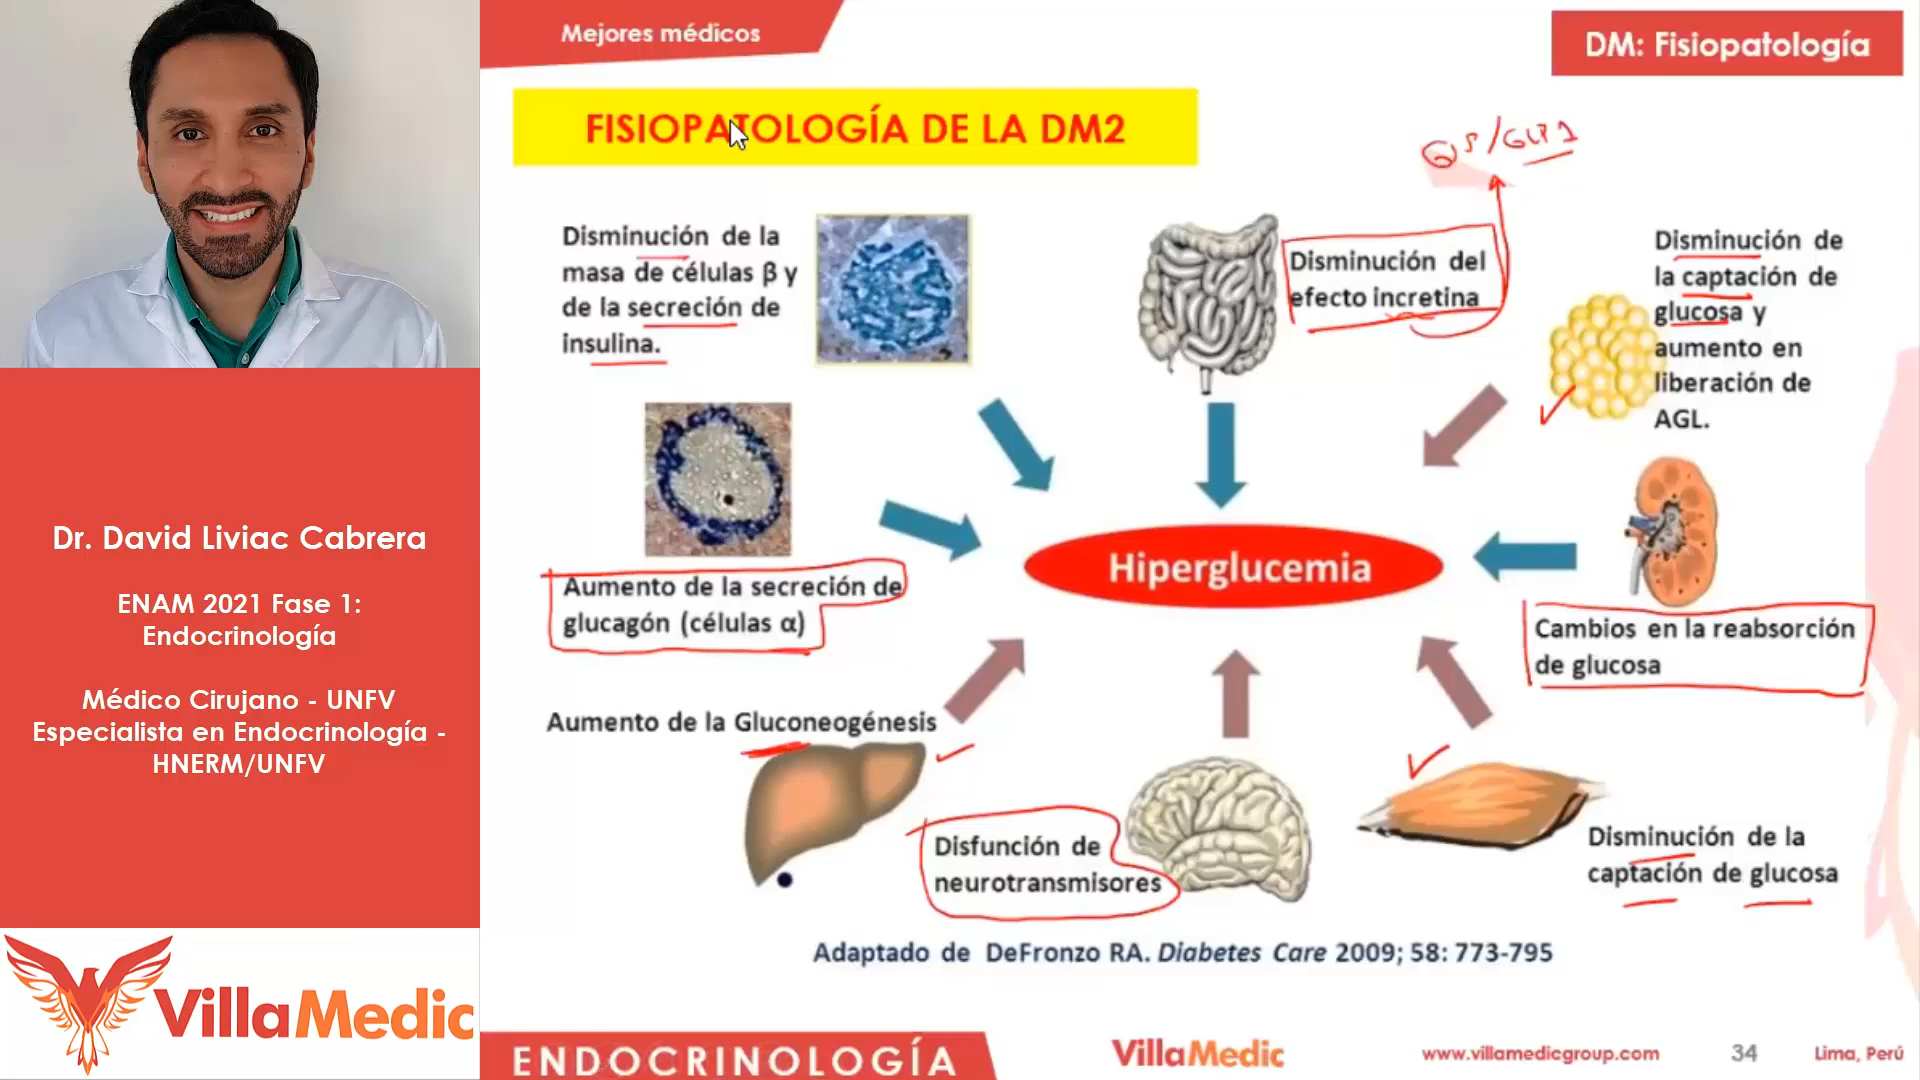 Mejores médicos
DM: Fisiopatología
FISIOPATOLOGÍA DE LA DM2
Disminución de la
masa de células β y
de la secreción de
insulina.
Disminución del
efecto incretina
Disminución de
la captación de
glucosa y
aumento en
liberación de
AGL.
Aumento de la secreción de
glucagón (células α)
Hiperglucemia
Cambios en la reabsorción
de glucosa
Aumento de la Gluconeogénesis
Disfunción de
neurotransmisores
Disminución de la
captación de glucosa
Adaptado de DeFronzo RA. Diabetes Care 2009; 58: 773-795
Dr. David Liviac Cabrera
ENAM 2021 Fase 1:
Endocrinología
Médico Cirujano - UNFV
Especialista en Endocrinología -
HNERM/UNFV
VillaMedic
ENDOCRINOLOGÍA
VillaMedic
www.villamedicgroup.com
34
Lima, Perú